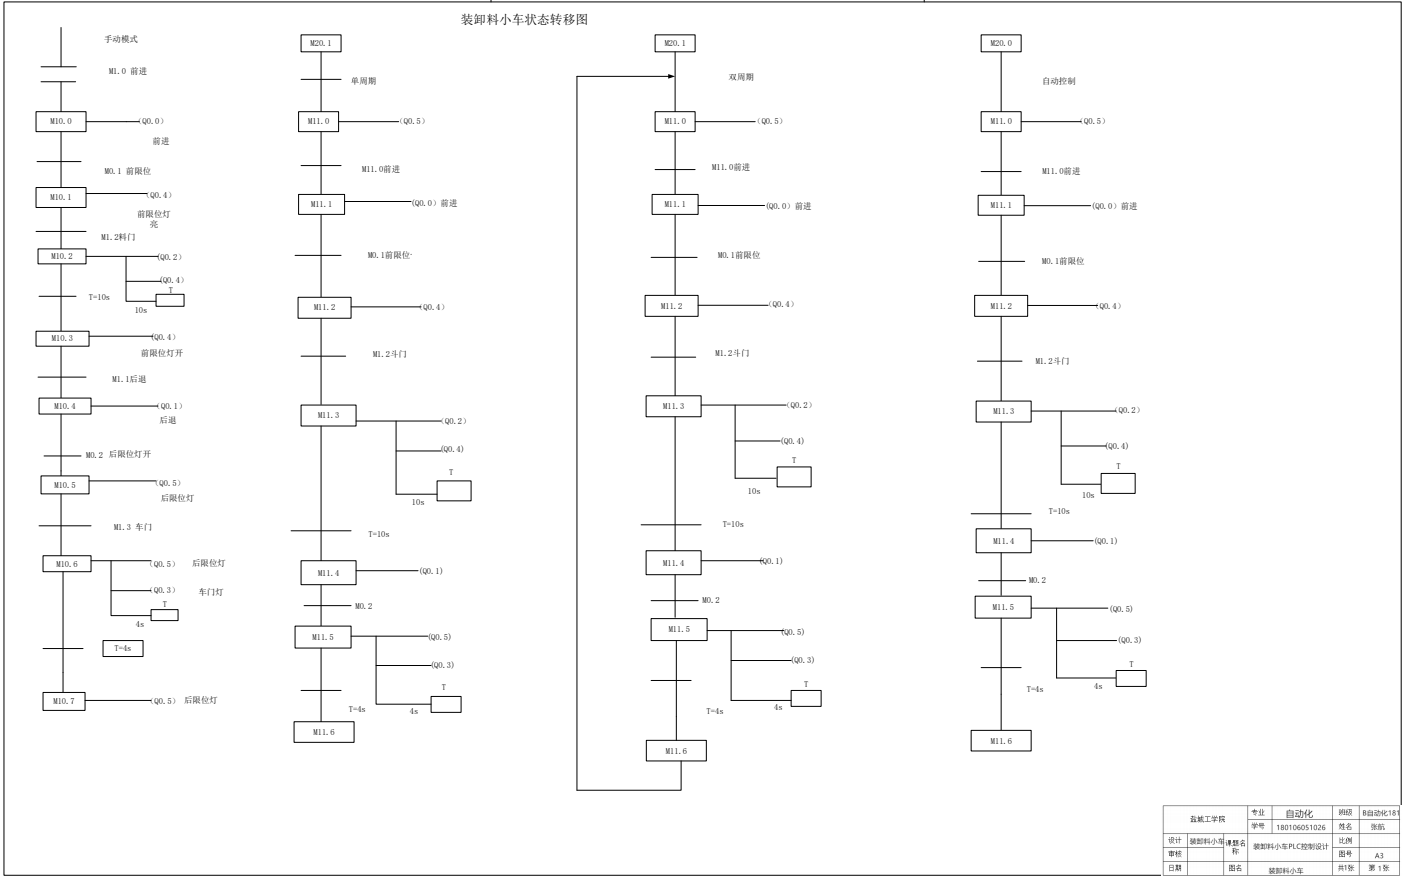 装卸料小车状态转移图
手动模式
M1.0 前进
M10.0
(Q0.0)
前进
M0.1 前限位
M10.1
(Q0.4)
前限位灯
亮
M1.2料门
M10.2
(Q0.2)
(Q0.4)
T
10s
T=10s
M10.3
(Q0.4)
前限位灯开
M1.1后退
M10.4
(Q0.1)
后退
M0.2 后限位灯开
M10.5
(Q0.5)
后限位灯
M1.3 车门
M10.6
(Q0.5) 后限位灯
(Q0.3) 车门灯
T
4s
T=4s
M10.7
(Q0.5) 后限位灯
M20.1
单周期
M11.0
(Q0.5)
M11.0前进
M11.1
(Q0.0) 前进
M0.1前限位
M11.2
(Q0.4)
M1.2斗门
M11.3
(Q0.2)
(Q0.4)
T
10s
T=10s
M11.4
(Q0.1)
M0.2
M11.5
(Q0.5)
(Q0.3)
T
4s
T=4s
M11.6
M20.1
双周期
M11.0
(Q0.5)
M11.0前进
M11.1
(Q0.0) 前进
M0.1前限位
M11.2
(Q0.4)
M1.2斗门
M11.3
(Q0.2)
(Q0.4)
T
10s
T=10s
M11.4
(Q0.1)
M0.2
M11.5
(Q0.5)
(Q0.3)
T
4s
T=4s
M11.6
M20.0
自动控制
M11.0
(Q0.5)
M11.0前进
M11.1
(Q0.0) 前进
M0.1前限位
M11.2
(Q0.4)
M1.2斗门
M11.3
(Q0.2)
(Q0.4)
T
10s
T=10s
M11.4
(Q0.1)
M0.2
M11.5
(Q0.5)
(Q0.3)
T
4s
T=4s
M11.6
盐城工学院
专业 自动化 班级 B自动化181
学号 180106051026 姓名 张航
设计 装卸料小车 课题名称 装卸料小车PLC控制设计 比例
审核 图号 A3
日期 图名 装卸料小车 共1张 第 1张